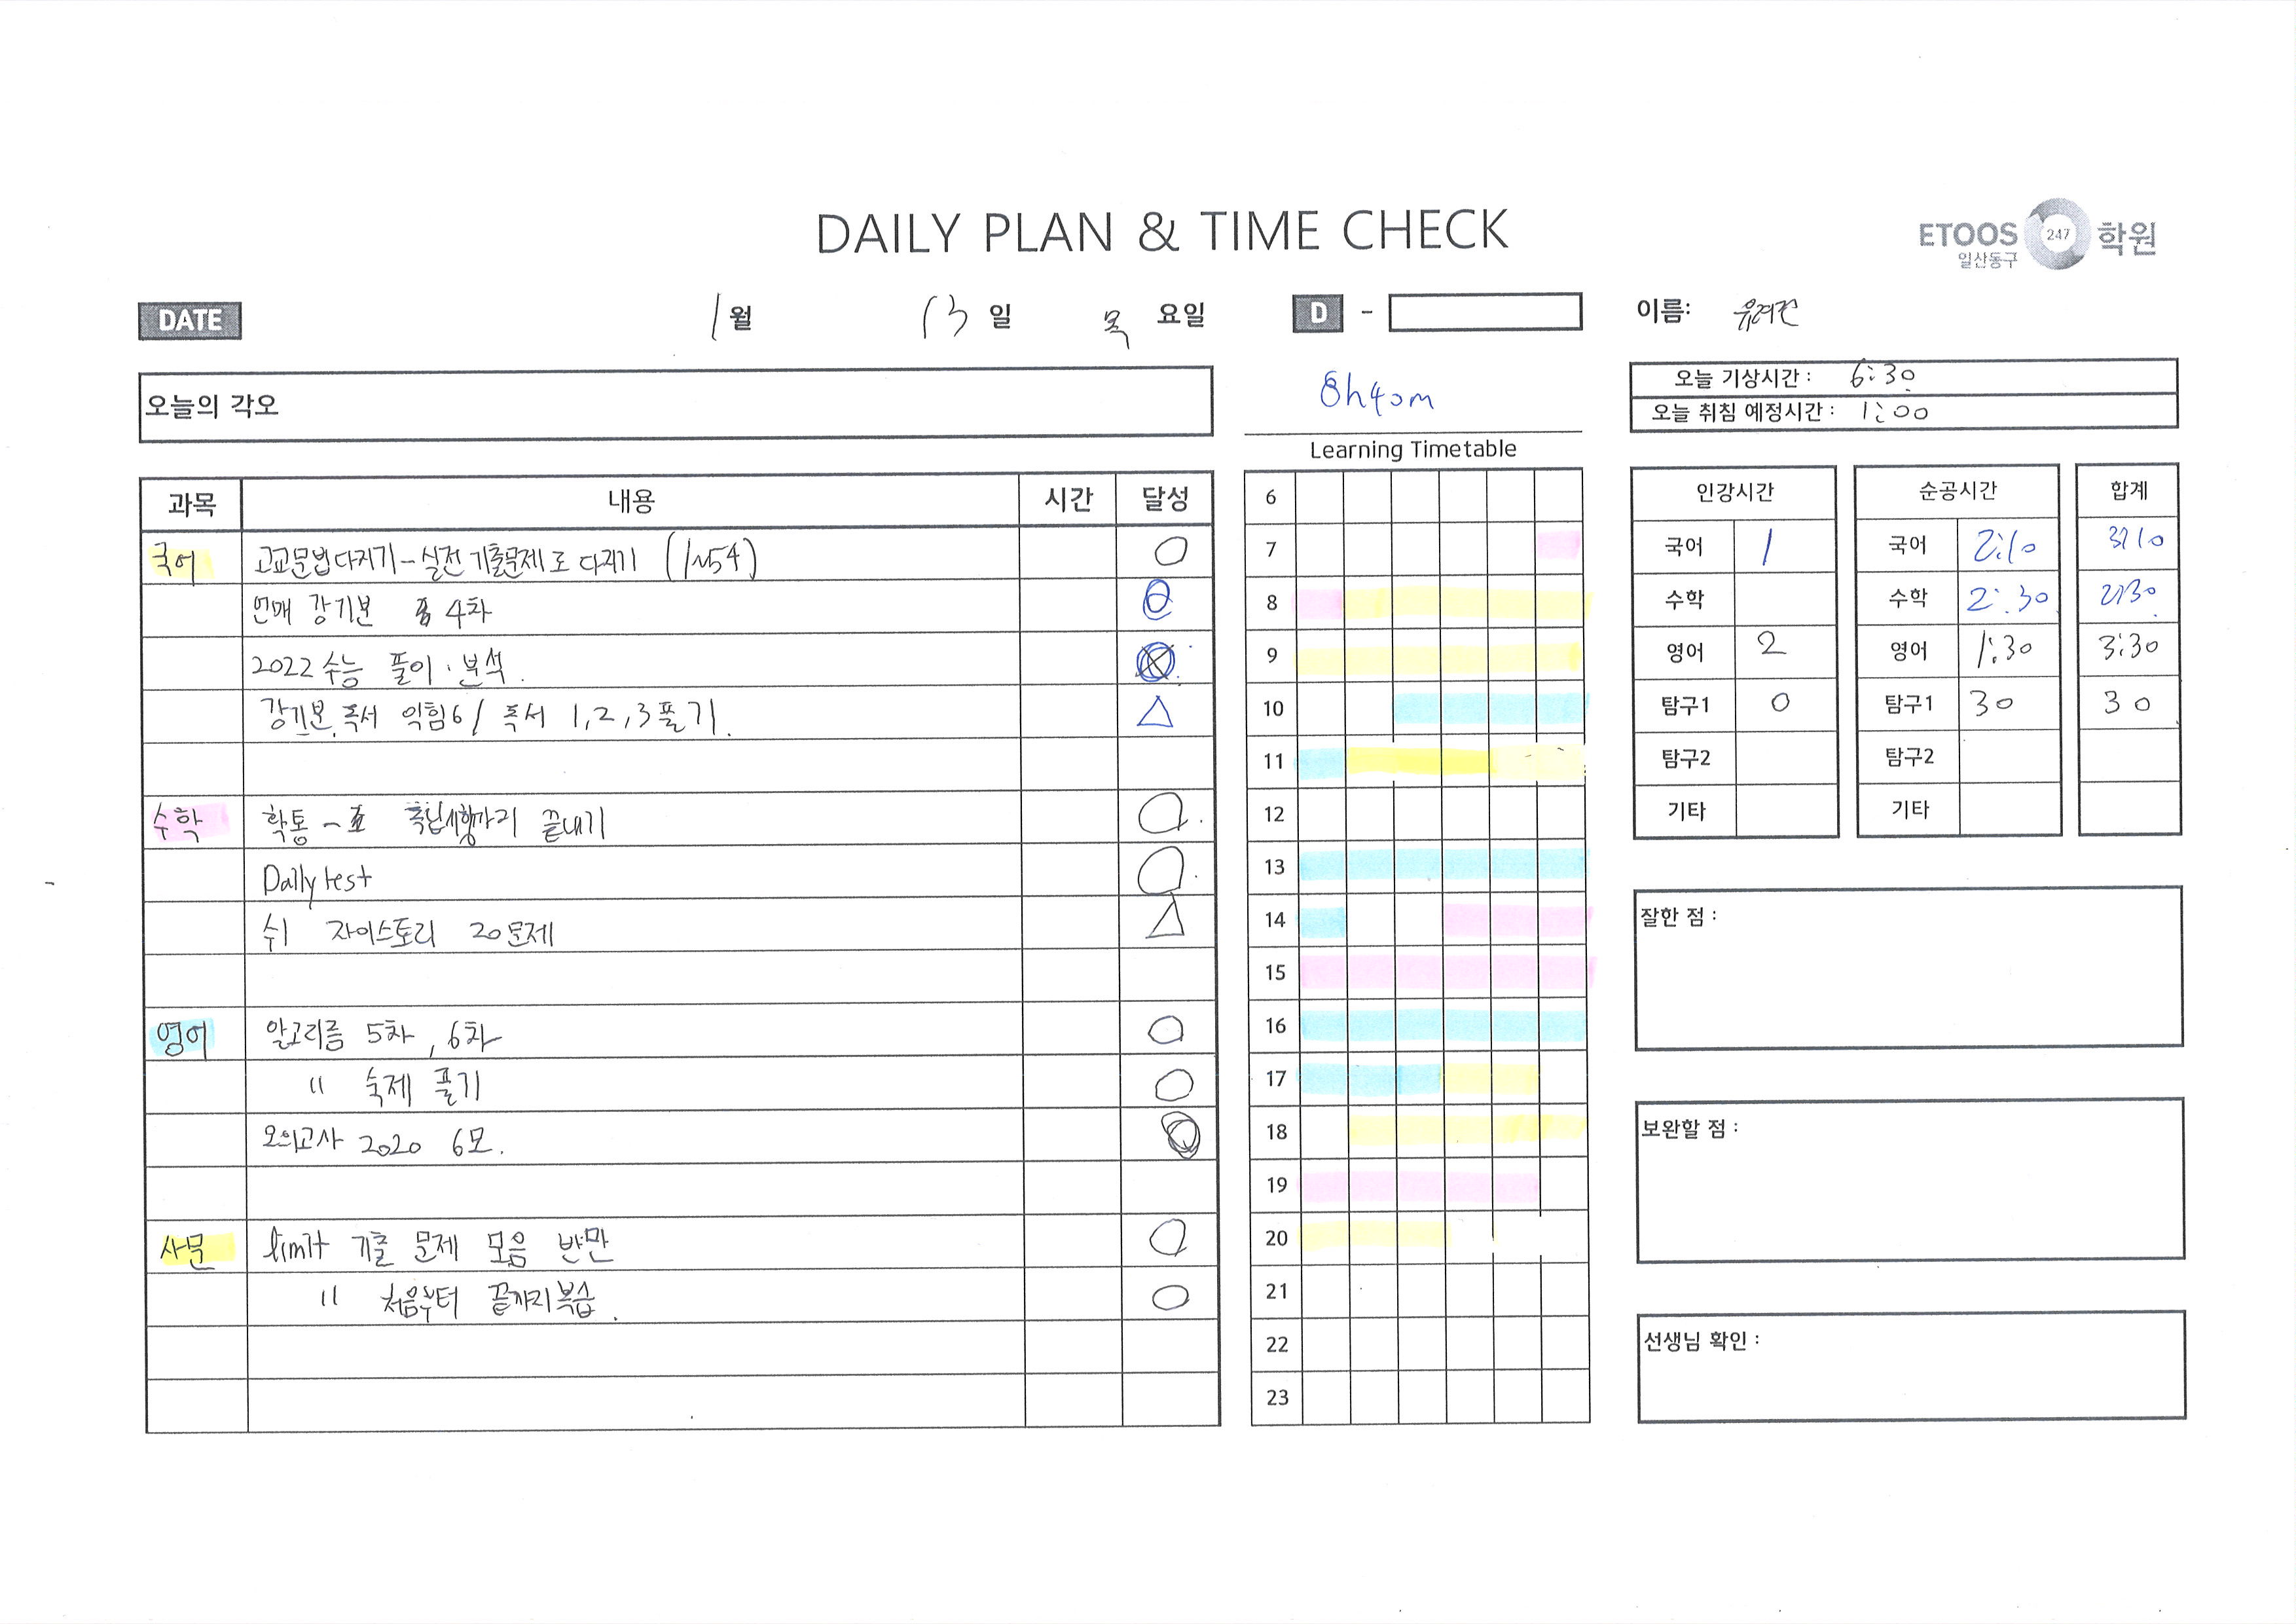 DAILY PLAN & TIME CHECK
ETOOS 247 학원
일산동구
DATE 1월 13일 목요일
D -
이름:
오늘의 각오
8h40m
오늘 기상시간 : 6:30
오늘 취침 예정시간 : 1:00
Learning Timetable
과목 내용 시간 달성
국어 고교문법다지기-실전기출문제로 다지기 (1~54) O
언매 강기본 4차
2022 수능 풀이·분석.
강기본 독서 익힘6/ 독서 1,2,3풀기. △
수학 학통 - 독립시행까지 끝내기 O
Daily test O
수1 자이스토리 20문제 △
영어 알고리즘 5차, 6차 O
" 숙제 풀기 O
모의고사 2020 6모.
사문 limit 기출 문제 모음 반만 O
" 처음부터 끝까지 복습. O
6
7
8
9
10
11
12
13
14
15
16
17
18
19
20
21
22
23
인강시간 순공시간 합계
국어 1 국어 2:10 3:10
수학 수학 2:30 2:30
영어 2 영어 1:30 3:30
탐구1 0 탐구1 30 30
탐구2 탐구2
기타 기타
잘한 점 :
보완할 점 :
선생님 확인 :